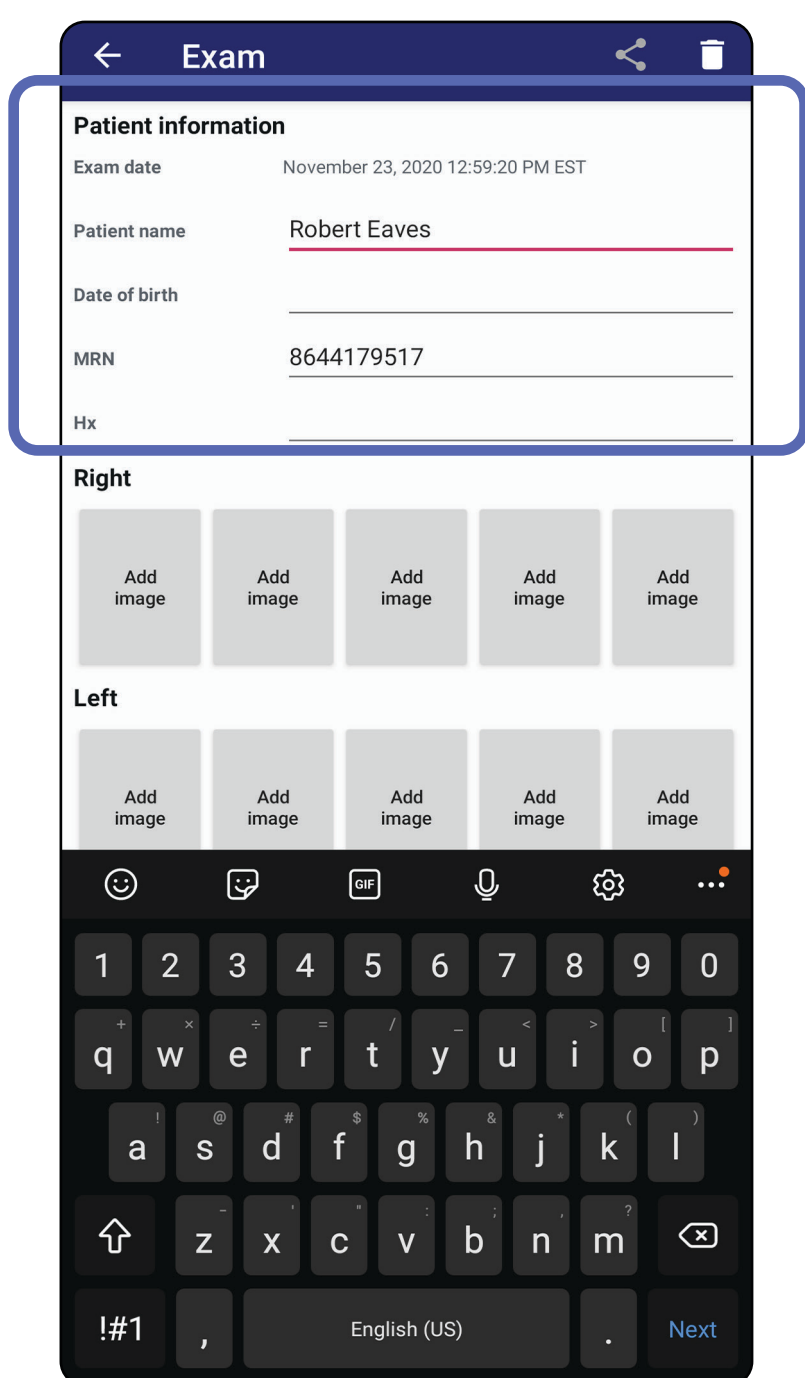 Exam
Patient information
Exam date November 23, 2020 12:59:20 PM EST
Patient name Robert Eaves
Date of birth
MRN 8644179517
Hx
Right
Add image Add image Add image Add image Add image
Left
Add image Add image Add image Add image Add image
GIF
1 2 3 4 5 6 7 8 9 0
+ × ÷ = / _ < > [ ]
q w e r t y u i o p
! @ # $ % & * ( )
a s d f g h j k l
- ' " : ; , ?
z x c v b n m
!#1 , English (US) . Next